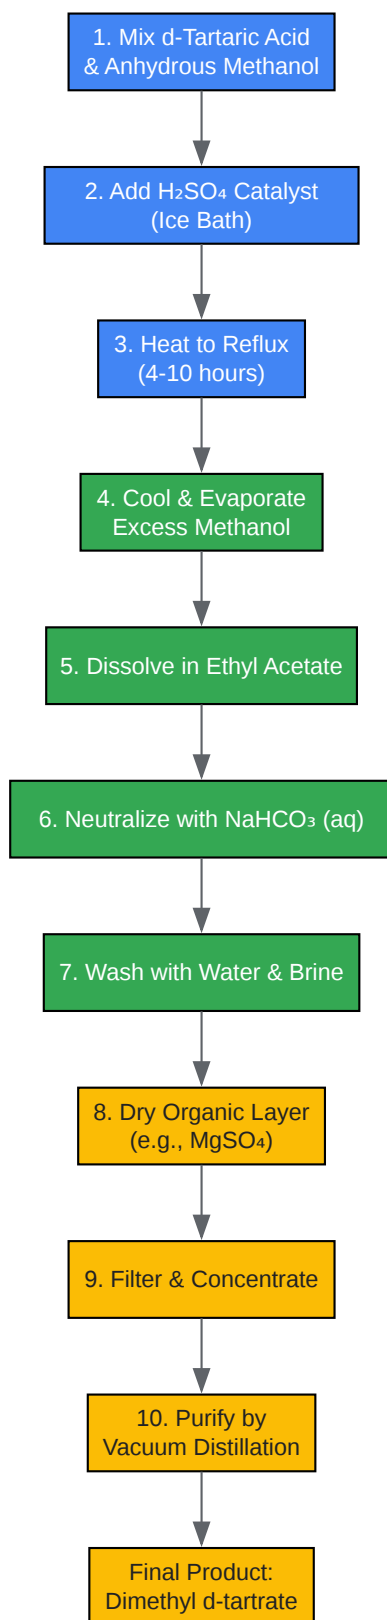 1. Mix d-Tartaric Acid
& Anhydrous Methanol
2. Add H₂SO₄ Catalyst
(Ice Bath)
3. Heat to Reflux
(4-10 hours)
4. Cool & Evaporate
Excess Methanol
5. Dissolve in Ethyl Acetate
6. Neutralize with NaHCO₃ (aq)
7. Wash with Water & Brine
8. Dry Organic Layer
(e.g., MgSO₄)
9. Filter & Concentrate
10. Purify by
Vacuum Distillation
Final Product:
Dimethyl d-tartrate